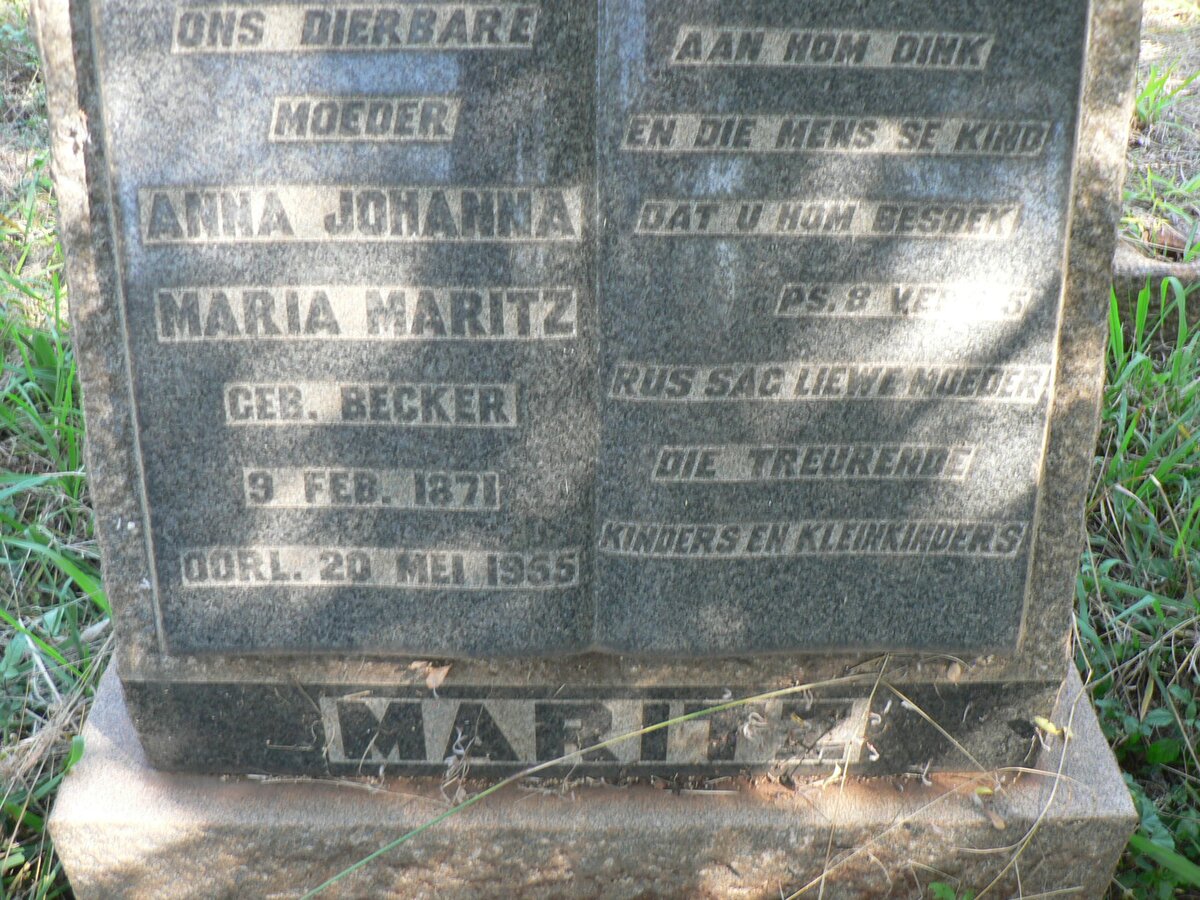 ONS DIERBARE
MOEDER
ANNA JOHANNA
MARIA MARITZ
GEB. BECKER
9 FEB. 1871
OORL. 20 MEI 1955
AAN HOM DINK
EN DIE MENS SE KIND
DAT U HOM BESOEK
PS. 8 VERS 5
RUS SAG LIEWE MOEDER
DIE TREURENDE
KINDERS EN KLEINKINDERS
MARITZ